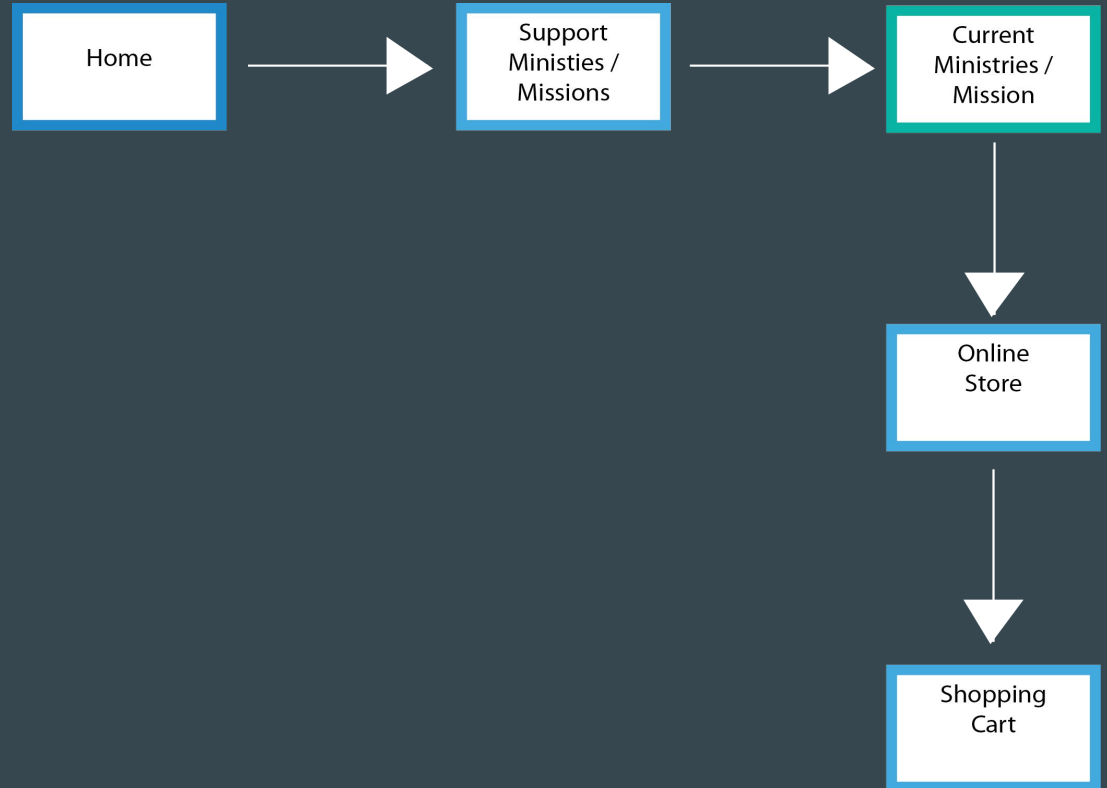 Home
Support
Ministies /
Missions
Current
Ministries /
Mission
Online
Store
Shopping
Cart